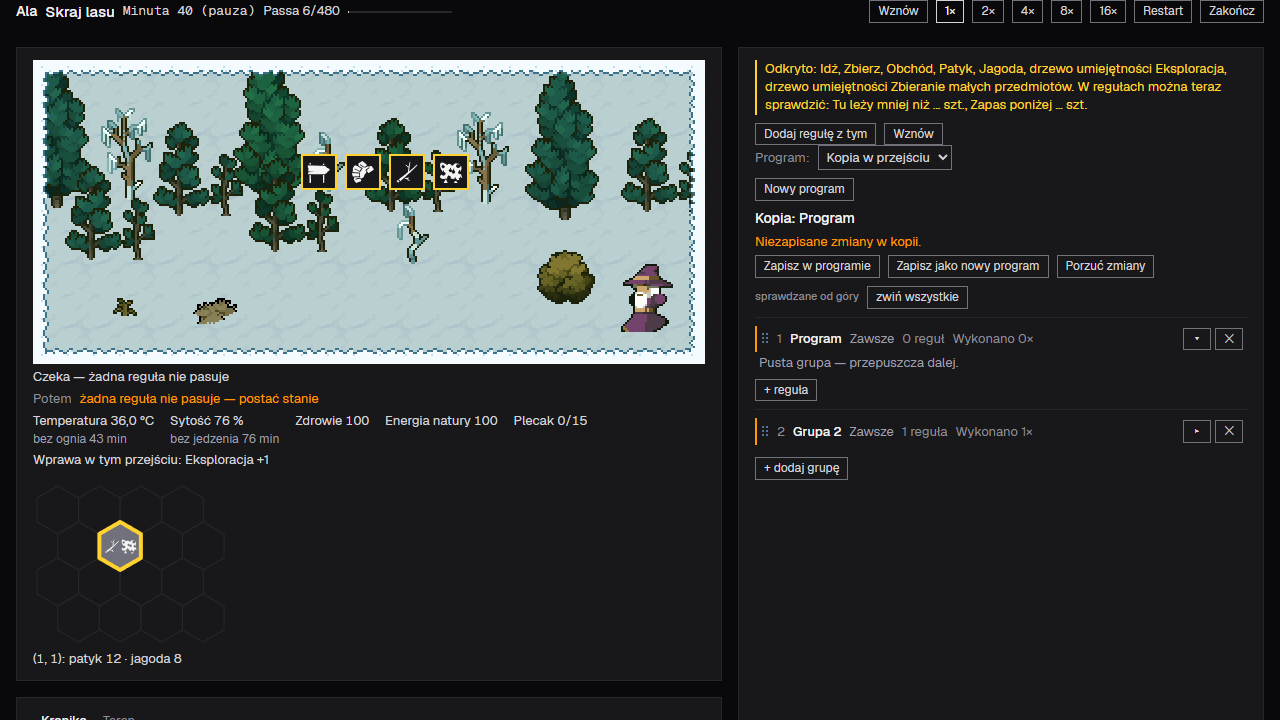 Ala Skraj lasu Minuta 40 (pauza) Passa 6/480
Wznów 1× 2× 4× 8× 16× Restart Zakończ
Czeka — żadna reguła nie pasuje
Potem żadna reguła nie pasuje — postać stanie
Temperatura 36,0 °C Sytość 76 % Zdrowie 100 Energia natury 100 Plecak 0/15
bez ognia 43 min bez jedzenia 76 min
Wprawa w tym przejściu: Eksploracja +1
(1, 1): patyk 12 · jagoda 8
Kronika Teren
Odkryto: Idź, Zbierz, Obchód, Patyk, Jagoda, drzewo umiejętności Eksploracja,
drzewo umiejętności Zbieranie małych przedmiotów. W regułach można teraz
sprawdzić: Tu leży mniej niż … szt., Zapas poniżej … szt.
Dodaj regułę z tym Wznów
Program: Kopia w przejściu
Nowy program
Kopia: Program
Niezapisane zmiany w kopii.
Zapisz w programie Zapisz jako nowy program Porzuć zmiany
sprawdzane od góry zwiń wszystkie
1 Program Zawsze 0 reguł Wykonano 0×
Pusta grupa — przepuszcza dalej.
+ reguła
2 Grupa 2 Zawsze 1 reguła Wykonano 1×
+ dodaj grupę